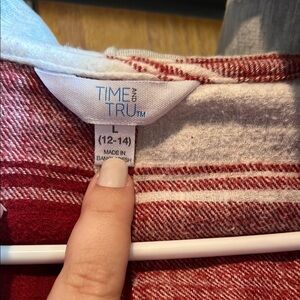 TIME AND
TRU™
L
(12-14)
MADE IN